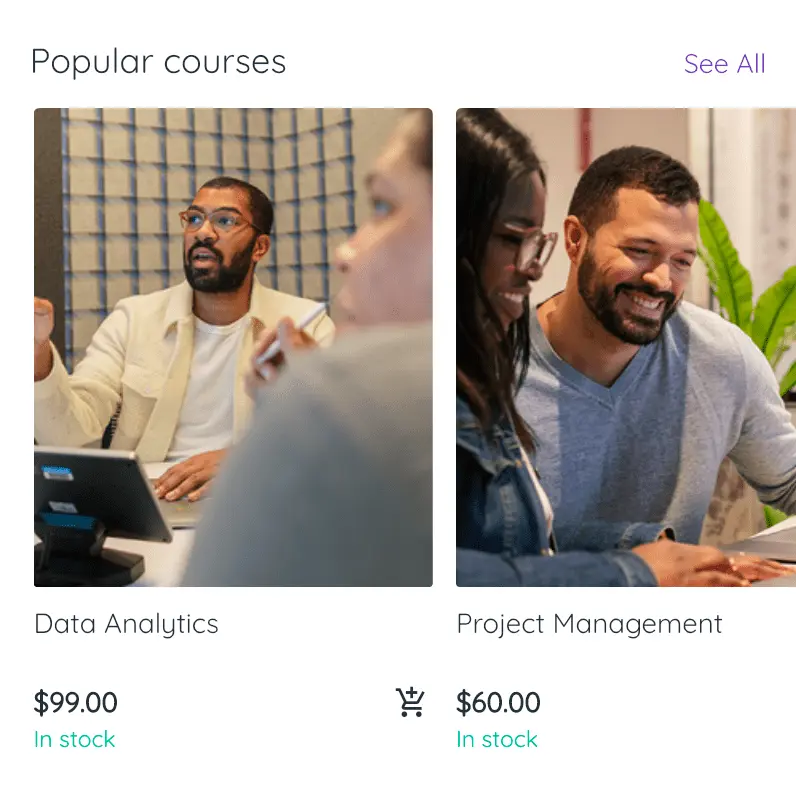 Popular courses
See All
Data Analytics
Project Management
$99.00
$60.00
In stock
In stock